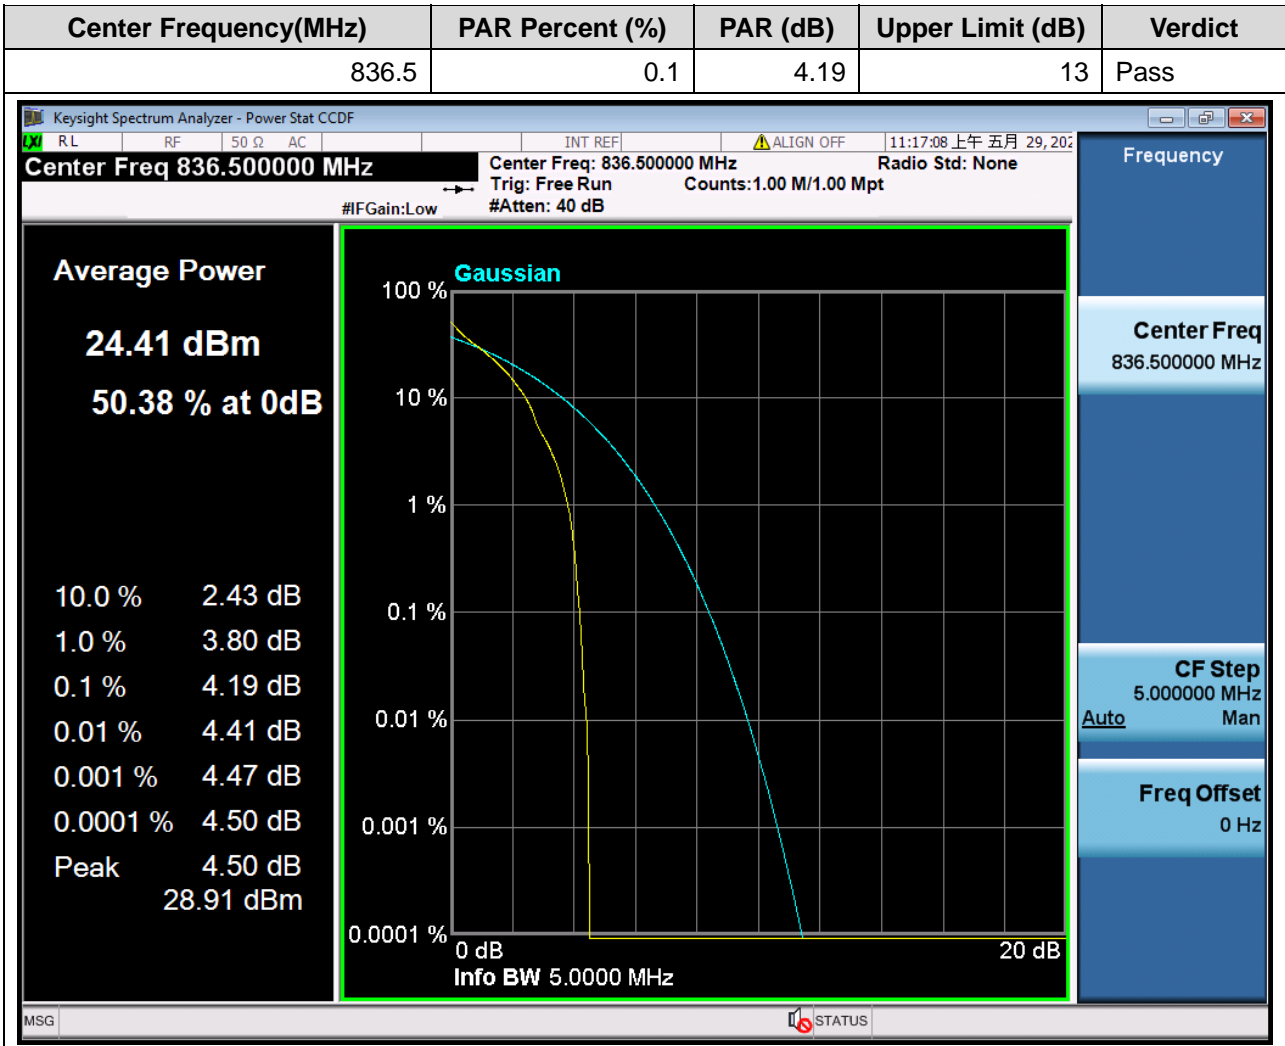 Center Frequency(MHz) PAR Percent (%) PAR (dB) Upper Limit (dB) Verdict
836.5 0.1 4.19 13 Pass
Keysight Spectrum Analyzer - Power Stat CCDF
LXI RL RF 50 Ω AC INT REF ALIGN OFF 11:17:08 上午 五月 29, 202
Center Freq 836.500000 MHz
Center Freq: 836.500000 MHz Radio Std: None
Trig: Free Run Counts:1.00 M/1.00 Mpt
#IFGain:Low #Atten: 40 dB
Frequency
Average Power
24.41 dBm
50.38 % at 0dB
10.0 % 2.43 dB
1.0 % 3.80 dB
0.1 % 4.19 dB
0.01 % 4.41 dB
0.001 % 4.47 dB
0.0001 % 4.50 dB
Peak 4.50 dB
28.91 dBm
Gaussian
100 %
10 %
1 %
0.1 %
0.01 %
0.001 %
0.0001 %
0 dB 20 dB
Info BW 5.0000 MHz
Center Freq
836.500000 MHz
CF Step
5.000000 MHz
Auto Man
Freq Offset
0 Hz
MSG STATUS